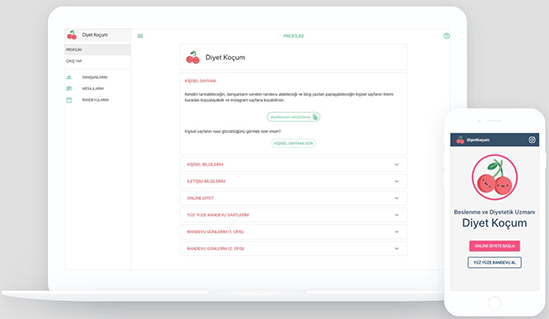 Diyet Koçum
PROFİLİM
PROFİLİM
ÇIKIŞ YAP
DANIŞANLARIM
MESAJLARIM
RANDEVULARIM
Diyet Koçum
KİŞİSEL SAYFAM
Kendini tanıtabileceğin, danışanların senden randevu alabileceği ve blog yazıları paylaşabileceğin kişisel sayfanın linkini
buradan kopyalayabilir ve instagram sayfana koyabilirsin.
Kişisel sayfanın nasıl göründüğünü görmek ister misin?
KİŞİSEL SAYFAMI GÖR
KİŞİSEL BİLGİLERİM
İLETİŞİM BİLGİLERİM
ONLINE DİYET
YÜZ YÜZE RANDEVU SAATLERİM
RANDEVU GÜNLERİM (1. OFİS)
RANDEVU GÜNLERİM (2. OFİS)
DiyetKoçum
Beslenme ve Diyetetik Uzmanı
Diyet Koçum
ONLINE DİYETE BAŞLA
YÜZ YÜZE RANDEVU AL